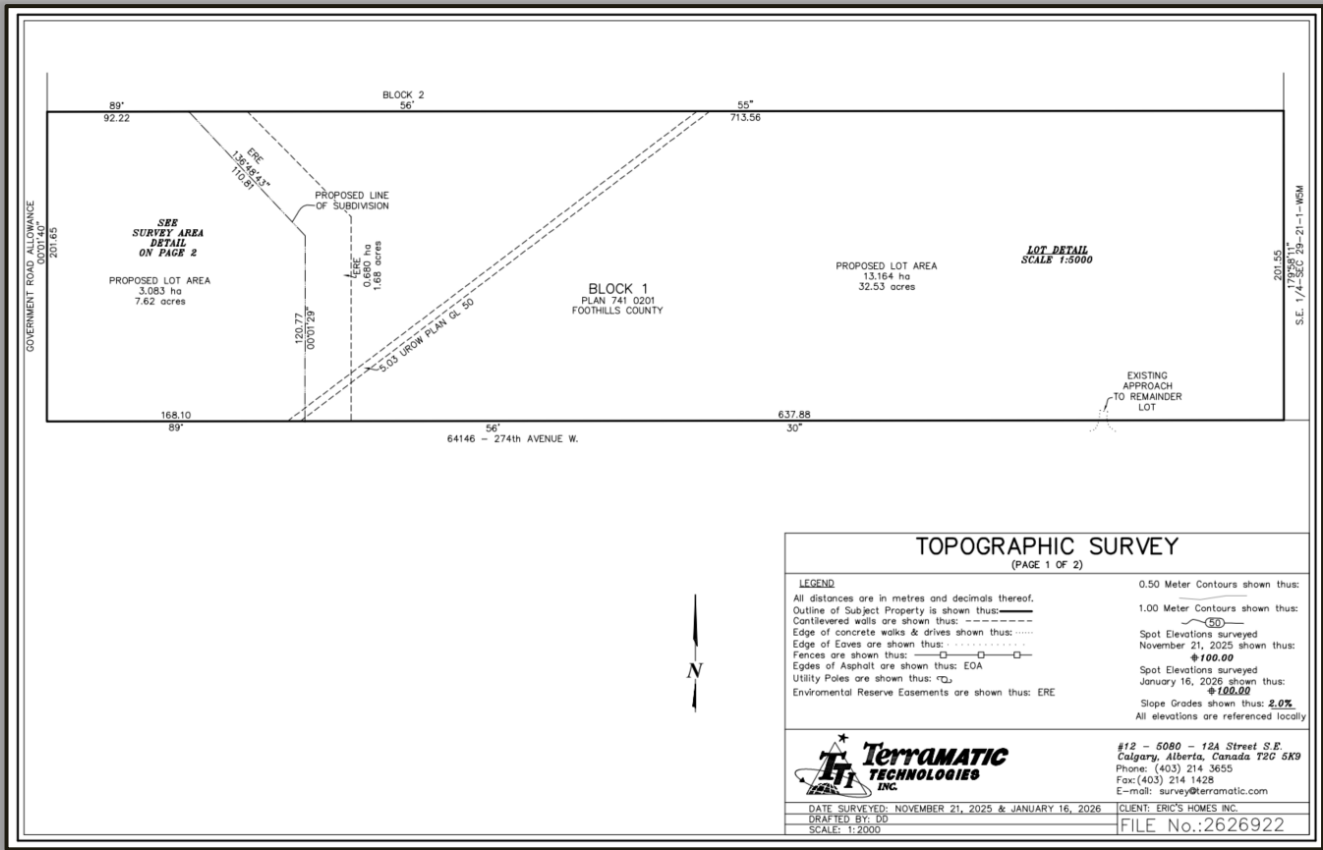 BLOCK 2
89' 56' 55"
92.22 713.56
ERE
136°48'43"
110.81
PROPOSED LINE
OF SUBDIVISION
GOVERNMENT ROAD ALLOWANCE
00°01'40"
201.65
SEE
SURVEY AREA
DETAIL
ON PAGE 2
PROPOSED LOT AREA
3.083 ha
7.62 acres
120.77
00°01'29"
ERE
0.680 ha
1.68 acres
5.03 UROW PLAN GL 50
BLOCK 1
PLAN 741 0201
FOOTHILLS COUNTY
PROPOSED LOT AREA
13.164 ha
32.53 acres
LOT DETAIL
SCALE 1:5000
201.55
179°58'11"
S.E. 1/4-SEC 29-21-1-W5M
EXISTING
APPROACH
TO REMAINDER
LOT
168.10 637.88
89' 56' 30"
64146 - 274th AVENUE W.
N
TOPOGRAPHIC SURVEY
(PAGE 1 OF 2)
LEGEND
All distances are in metres and decimals thereof.
Outline of Subject Property is shown thus:
Cantilevered walls are shown thus:
Edge of concrete walks & drives shown thus:
Edge of Eaves are shown thus:
Fences are shown thus:
Egdes of Asphalt are shown thus: EOA
Utility Poles are shown thus:
Enviromental Reserve Easements are shown thus: ERE
0.50 Meter Contours shown thus:
1.00 Meter Contours shown thus:
50
Spot Elevations surveyed
November 21, 2025 shown thus:
100.00
Spot Elevations surveyed
January 16, 2026 shown thus:
100.00
Slope Grades shown thus: 2.0%
All elevations are referenced locally
TTI
TERRAMATIC
TECHNOLOGIES
INC.
#12 - 5080 - 12A Street S.E.
Calgary, Alberta, Canada T2G 5K9
Phone: (403) 214 3655
Fax:(403) 214 1428
E-mail: survey@terramatic.com
DATE SURVEYED: NOVEMBER 21, 2025 & JANUARY 16, 2026
DRAFTED BY: DD
SCALE: 1:2000
CLIENT: ERIC'S HOMES INC.
FILE No.:2626922